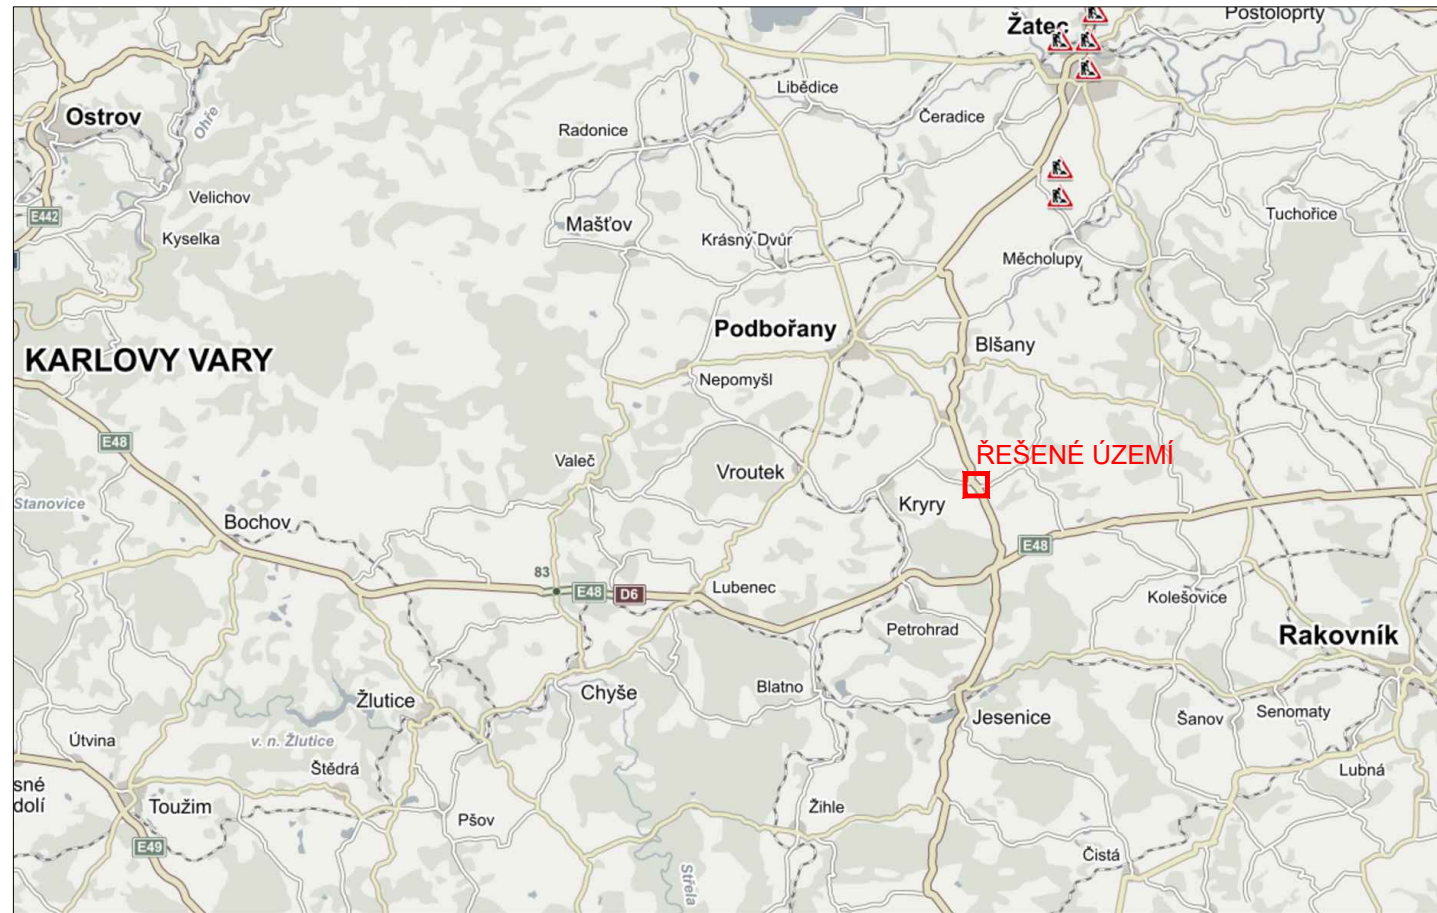 Postoloprty
Žatec
Libědice
Ostrov
Čeradice
Ohře
Radonice
Velichov
E442
Mašťov
Tuchořice
Kyselka
Krásný Dvůr
Měcholupy
Podbořany
Blšany
KARLOVY VARY
Nepomyšl
E48
ŘEŠENÉ ÚZEMÍ
Valeč
Vroutek
Stanovice
Kryry
Bochov
E48
83
E48
D6
Lubenec
Kolešovice
Petrohrad
Rakovník
Blatno
Chyše
Žlutice
Jesenice
Šanov
Senomaty
Útvina
v. n. Žlutice
Štědrá
Lubná
sné
dolí
Toužim
Žihle
Pšov
E49
Čistá
Střela